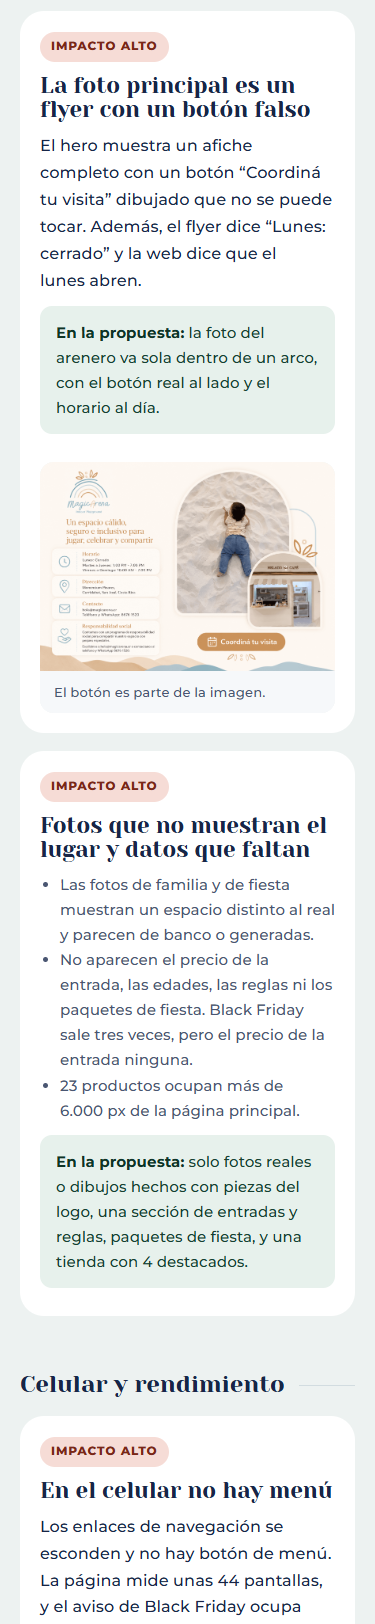 IMPACTO ALTO
La foto principal es un
flyer con un botón falso
El hero muestra un afiche
completo con un botón “Coordiná
tu visita” dibujado que no se puede
tocar. Además, el flyer dice “Lunes:
cerrado” y la web dice que el
lunes abren.
En la propuesta: la foto del
arenero va sola dentro de un arco,
con el botón real al lado y el
horario al día.
Un espacio cálido,
seguro e inclusivo para
jugar, celebrar y compartir
Horario
Dirección
Contacto
Responsabilidad social
Coordiná tu visita
El botón es parte de la imagen.
IMPACTO ALTO
Fotos que no muestran el
lugar y datos que faltan
• Las fotos de familia y de fiesta
muestran un espacio distinto al real
y parecen de banco o generadas.
• No aparecen el precio de la
entrada, las edades, las reglas ni los
paquetes de fiesta. Black Friday
sale tres veces, pero el precio de la
entrada ninguna.
• 23 productos ocupan más de
6.000 px de la página principal.
En la propuesta: solo fotos reales
o dibujos hechos con piezas del
logo, una sección de entradas y
reglas, paquetes de fiesta, y una
tienda con 4 destacados.
Celular y rendimiento
IMPACTO ALTO
En el celular no hay menú
Los enlaces de navegación se
esconden y no hay botón de menú.
La página mide unas 44 pantallas,
y el aviso de Black Friday ocupa